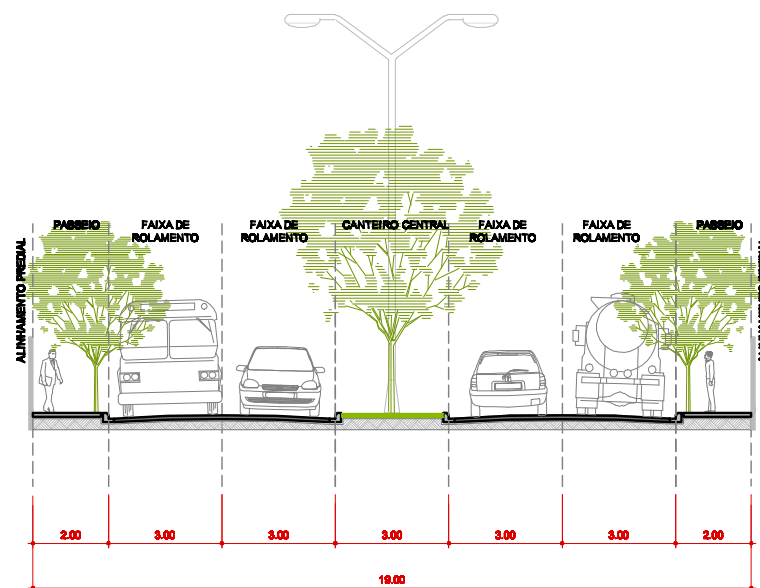 PASSEIO
FAIXA DE
ROLAMENTO
FAIXA DE
ROLAMENTO
CANTEIRO CENTRAL
FAIXA DE
ROLAMENTO
FAIXA DE
ROLAMENTO
PASSEIO
ALINHAMENTO PREDIAL
2.00
3.00
3.00
3.00
3.00
3.00
2.00
19.00